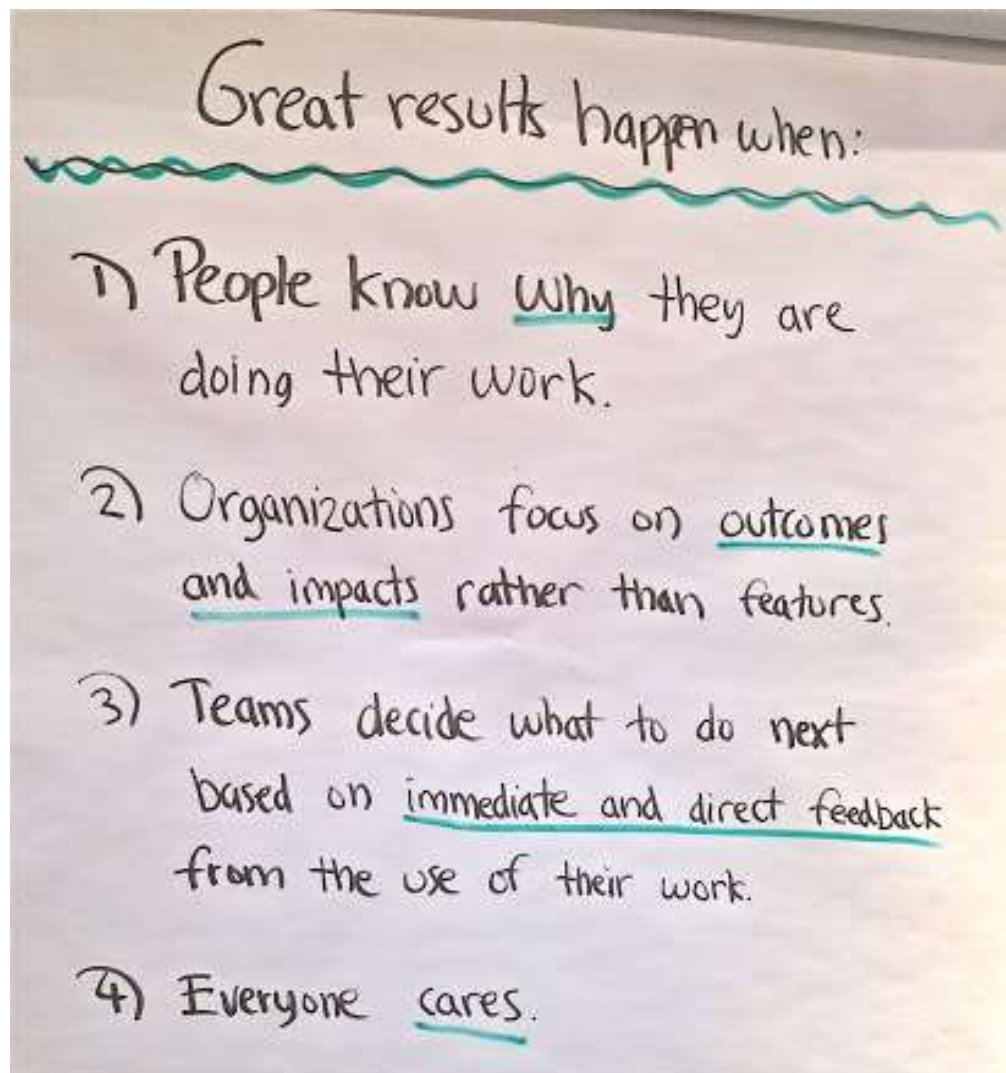 Great results happen when:
1) People know why they are
doing their work.
2) Organizations focus on outcomes
and impacts rather than features.
3) Teams decide what to do next
based on immediate and direct feedback
from the use of their work.
4) Everyone cares.